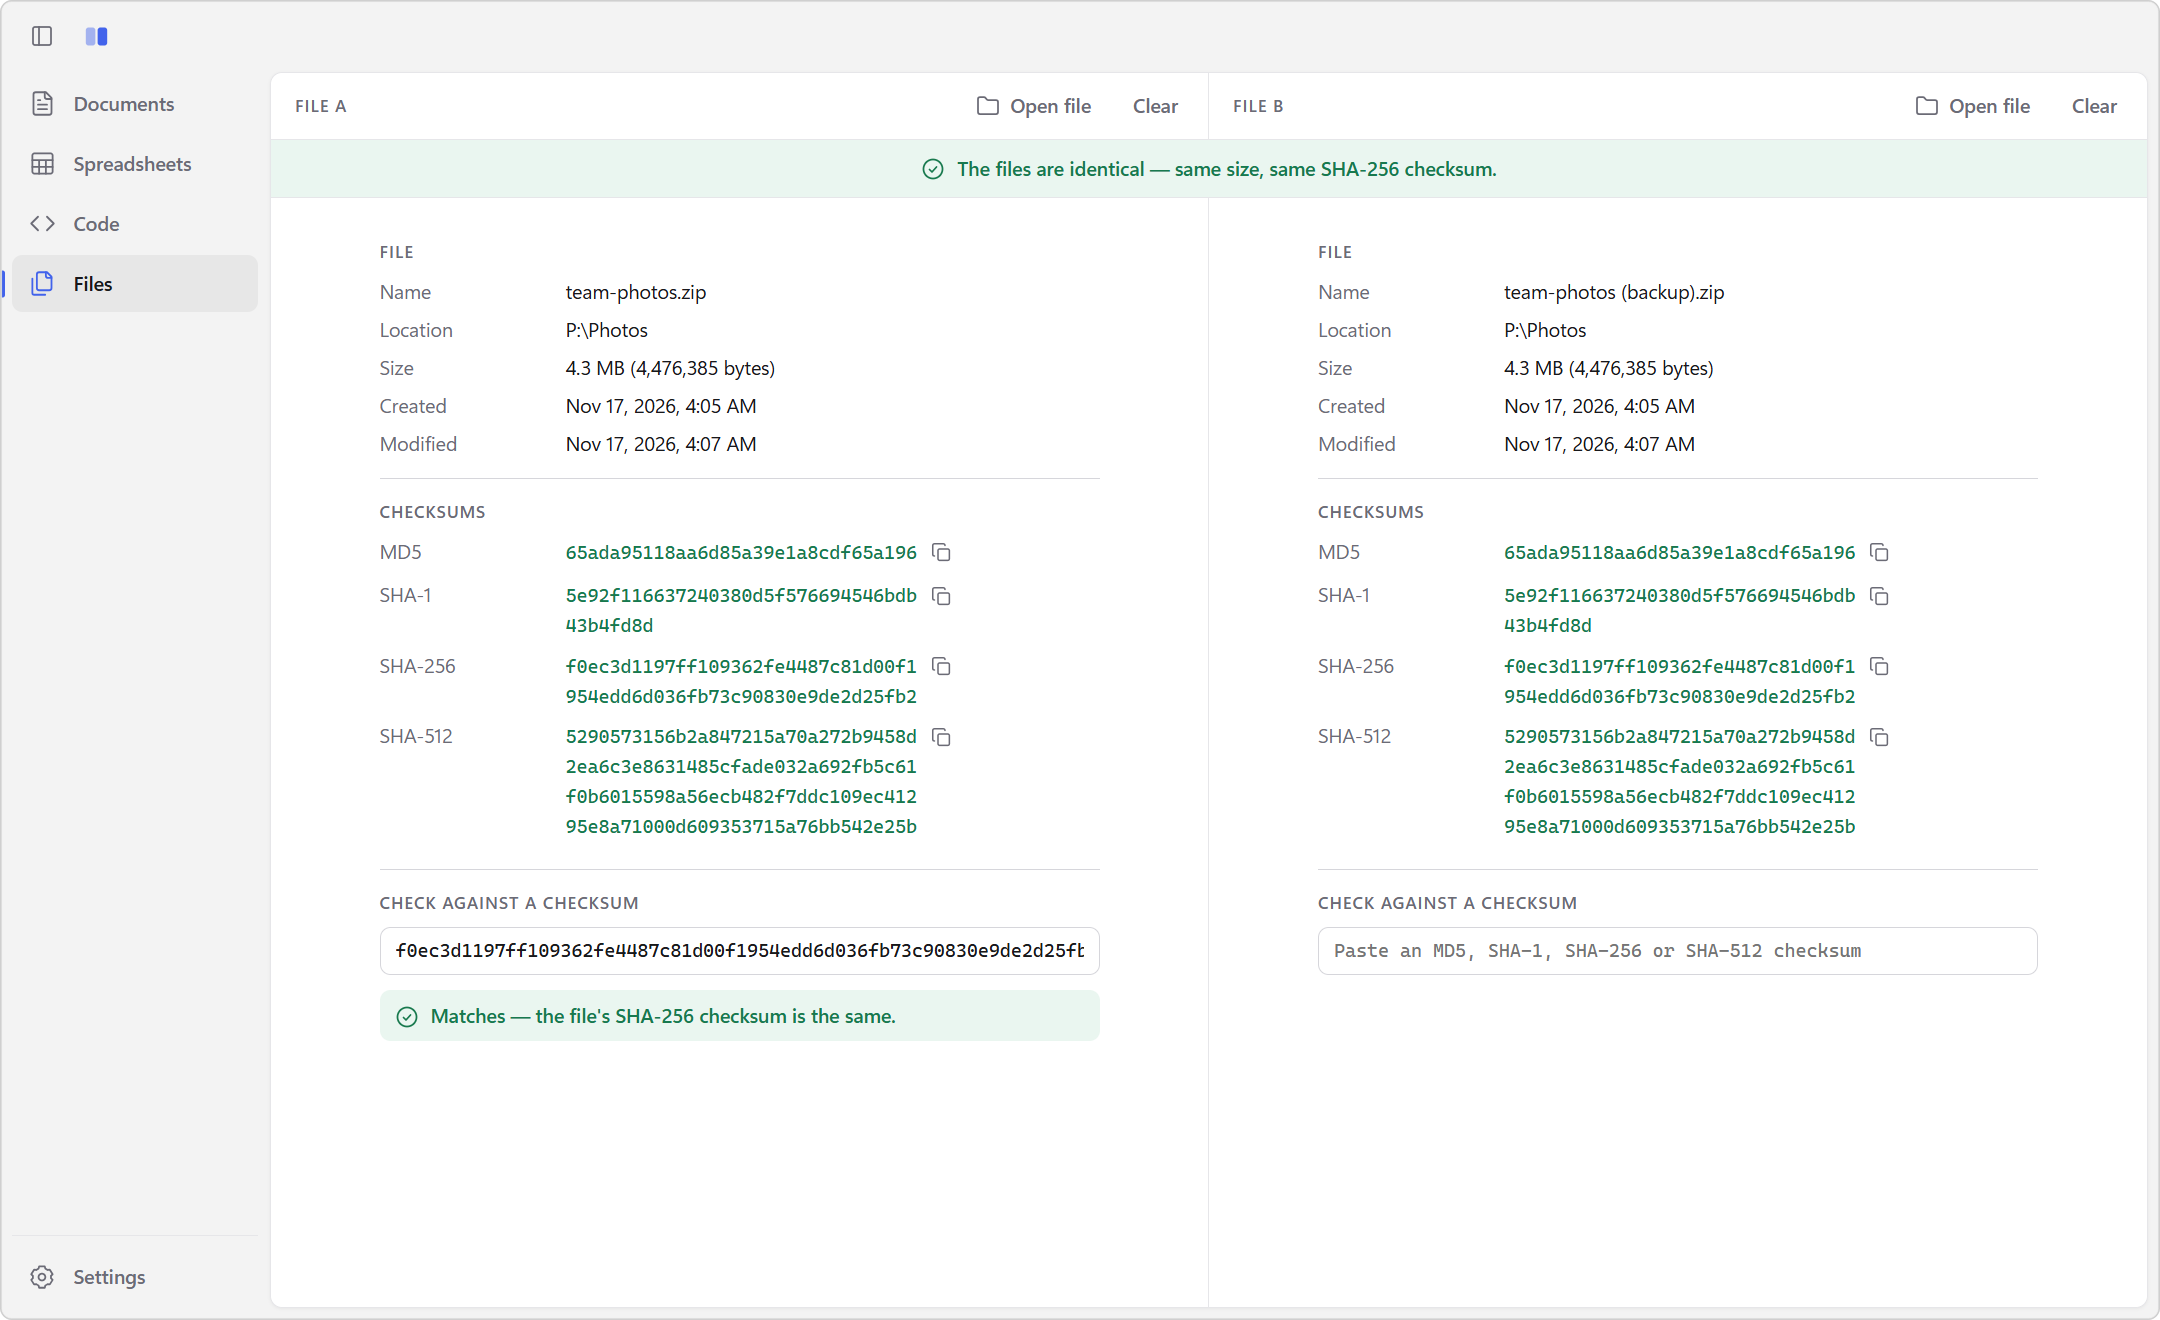 Documents
Spreadsheets
Code
Files
Settings
FILE A
Open file
Clear
FILE B
Open file
Clear
The files are identical — same size, same SHA-256 checksum.
FILE
Name team-photos.zip
Location P:\Photos
Size 4.3 MB (4,476,385 bytes)
Created Nov 17, 2026, 4:05 AM
Modified Nov 17, 2026, 4:07 AM
CHECKSUMS
MD5 65ada95118aa6d85a39e1a8cdf65a196
SHA-1 5e92f116637240380d5f576694546bdb
43b4fd8d
SHA-256 f0ec3d1197ff109362fe4487c81d00f1
954edd6d036fb73c90830e9de2d25fb2
SHA-512 5290573156b2a847215a70a272b9458d
2ea6c3e8631485cfade032a692fb5c61
f0b6015598a56ecb482f7ddc109ec412
95e8a71000d609353715a76bb542e25b
CHECK AGAINST A CHECKSUM
f0ec3d1197ff109362fe4487c81d00f1954edd6d036fb73c90830e9de2d25fb
Matches — the file's SHA-256 checksum is the same.
FILE
Name team-photos (backup).zip
Location P:\Photos
Size 4.3 MB (4,476,385 bytes)
Created Nov 17, 2026, 4:05 AM
Modified Nov 17, 2026, 4:07 AM
CHECKSUMS
MD5 65ada95118aa6d85a39e1a8cdf65a196
SHA-1 5e92f116637240380d5f576694546bdb
43b4fd8d
SHA-256 f0ec3d1197ff109362fe4487c81d00f1
954edd6d036fb73c90830e9de2d25fb2
SHA-512 5290573156b2a847215a70a272b9458d
2ea6c3e8631485cfade032a692fb5c61
f0b6015598a56ecb482f7ddc109ec412
95e8a71000d609353715a76bb542e25b
CHECK AGAINST A CHECKSUM
Paste an MD5, SHA-1, SHA-256 or SHA-512 checksum